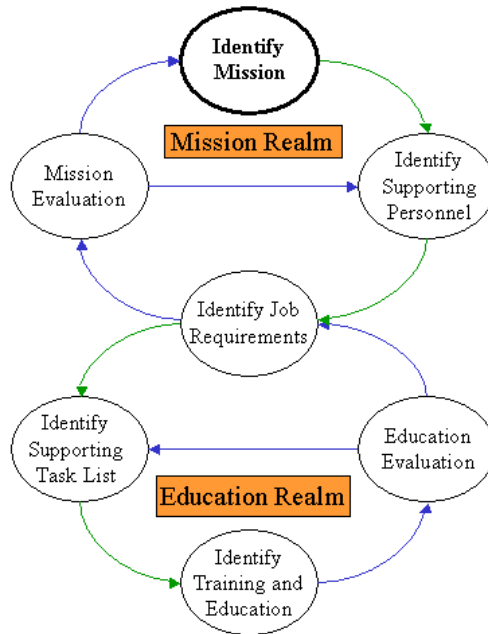 Identify
Mission
Mission Realm
Mission
Evaluation
Identify
Supporting
Personnel
Identify Job
Requirements
Identify
Supporting
Task List
Education
Evaluation
Education Realm
Identify
Training and
Education